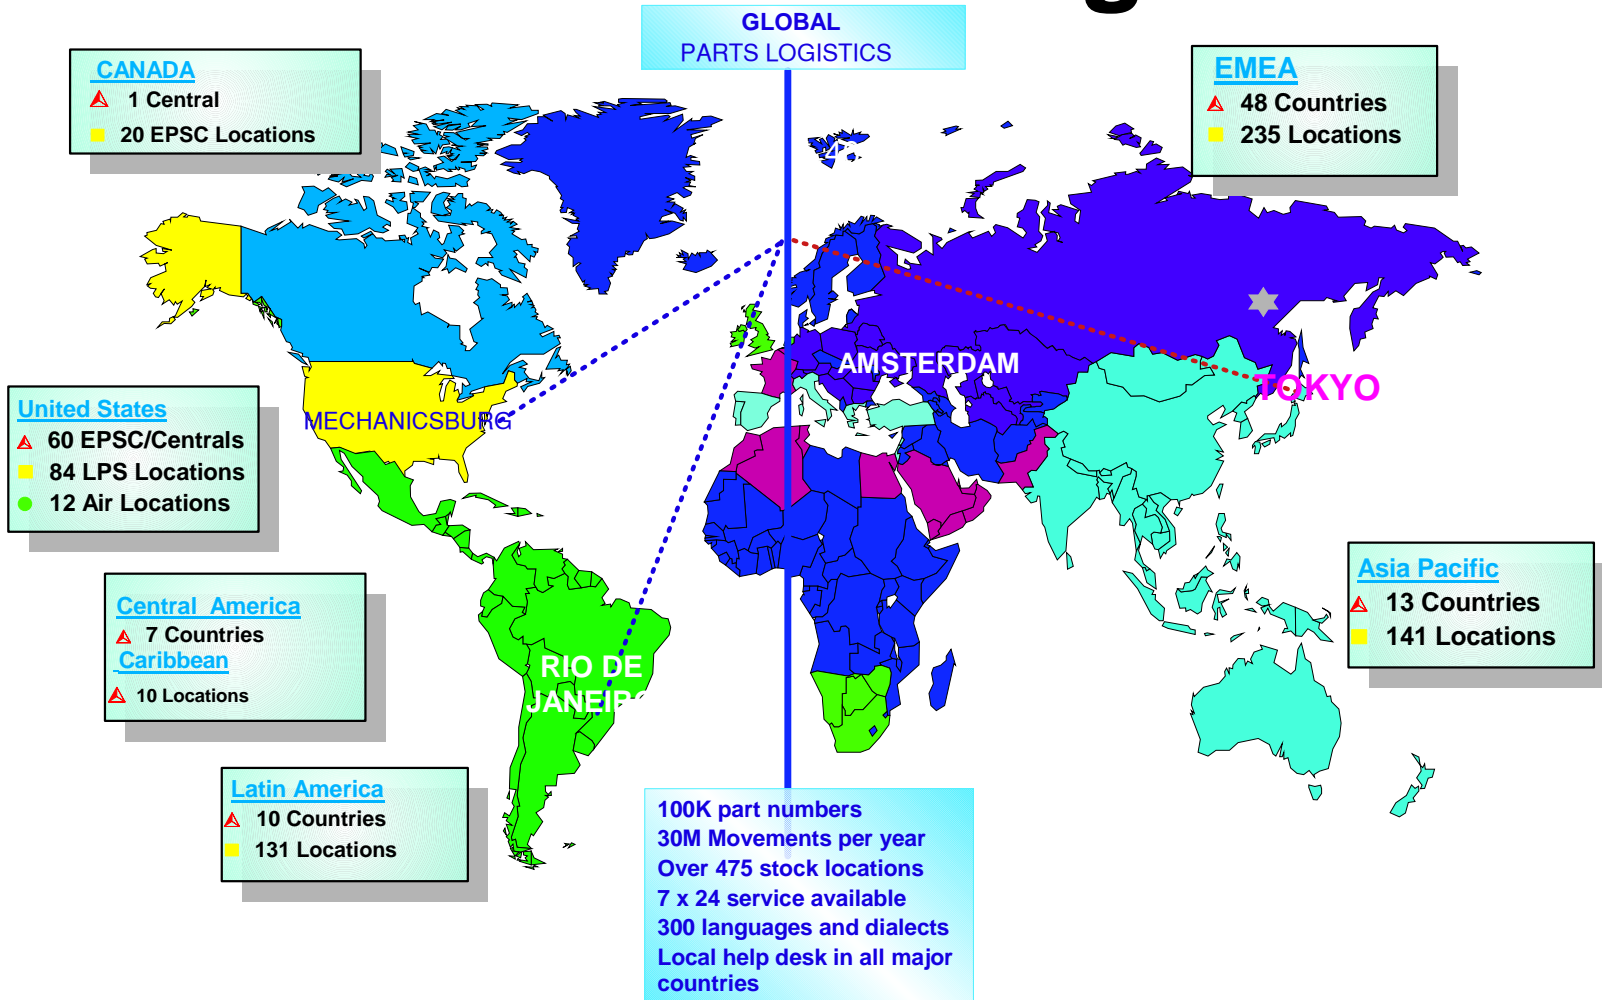 GLOBAL
PARTS LOGISTICS
CANADA
1 Central
20 EPSC Locations
EMEA
48 Countries
235 Locations
AMSTERDAM
TOKYO
MECHANICSBURG
United States
60 EPSC/Centrals
84 LPS Locations
12 Air Locations
Asia Pacific
13 Countries
141 Locations
Central America
7 Countries
Caribbean
10 Locations
RIO DE
JANEIRO
Latin America
10 Countries
131 Locations
100K part numbers
30M Movements per year
Over 475 stock locations
7 x 24 service available
300 languages and dialects
Local help desk in all major
countries